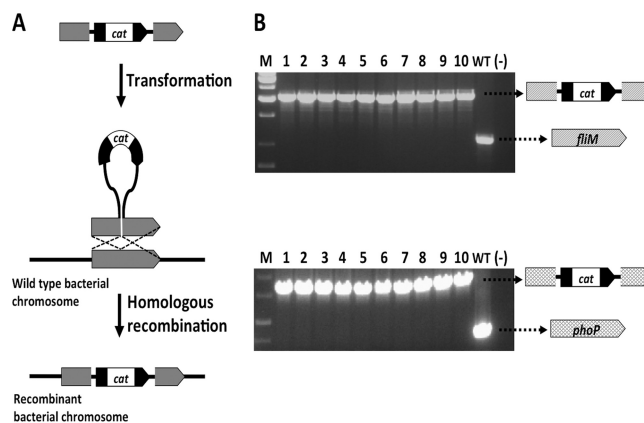 A
cat
Transformation
cat
Wild type bacterial
chromosome
Homologous
recombination
cat
Recombinant
bacterial chromosome
B
M 1 2 3 4 5 6 7 8 9 10 WT (-)
cat
fliM
M 1 2 3 4 5 6 7 8 9 10 WT (-)
cat
phoP